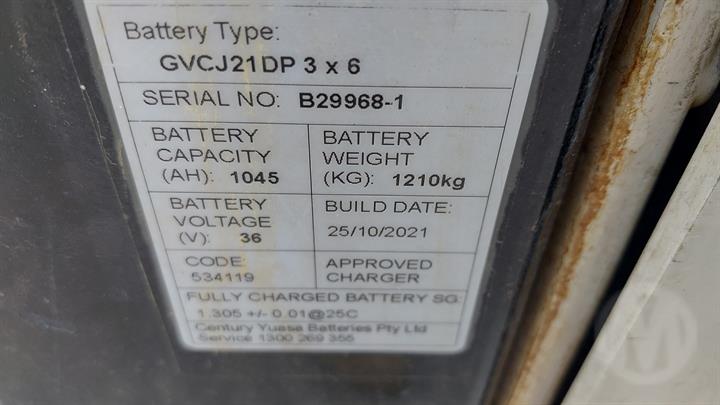 Battery Type:
GVCJ21DP 3 x 6
SERIAL NO: B29968-1
BATTERY
CAPACITY
(AH): 1045
BATTERY
WEIGHT
(KG): 1210kg
BATTERY
VOLTAGE
(V): 36
BUILD DATE:
25/10/2021
CODE:
534119
APPROVED
CHARGER
FULLY CHARGED BATTERY SG:
1.305 +/- 0.01@25C
Century Yuasa Batteries Pty Ltd
Service 1300 269 355
M